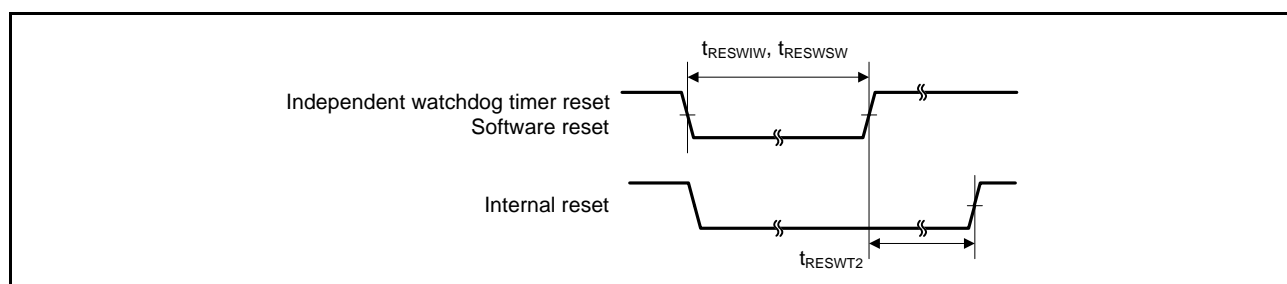 tRESWIW, tRESWSW
Independent watchdog timer reset
Software reset
Internal reset
tRESWT2